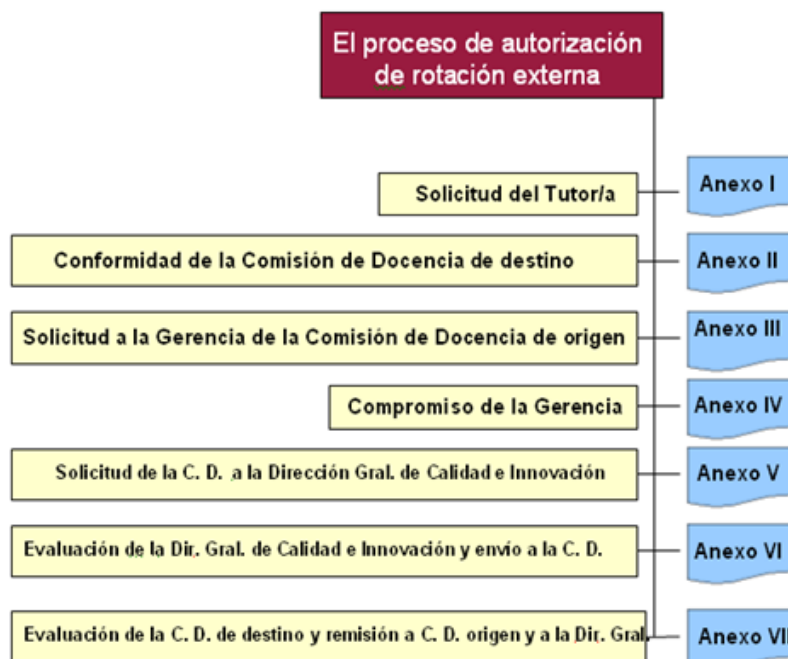 El proceso de autorización
de rotación externa
Solicitud del Tutor/a
Anexo I
Conformidad de la Comisión de Docencia de destino
Anexo II
Solicitud a la Gerencia de la Comisión de Docencia de origen
Anexo III
Compromiso de la Gerencia
Anexo IV
Solicitud de la C. D. a la Dirección Gral. de Calidad e Innovación
Anexo V
Evaluación de la Dir. Gral. de Calidad e Innovación y envío a la C. D.
Anexo VI
Evaluación de la C. D. de destino y remisión a C. D. origen y a la Dir. Gral.
Anexo VII